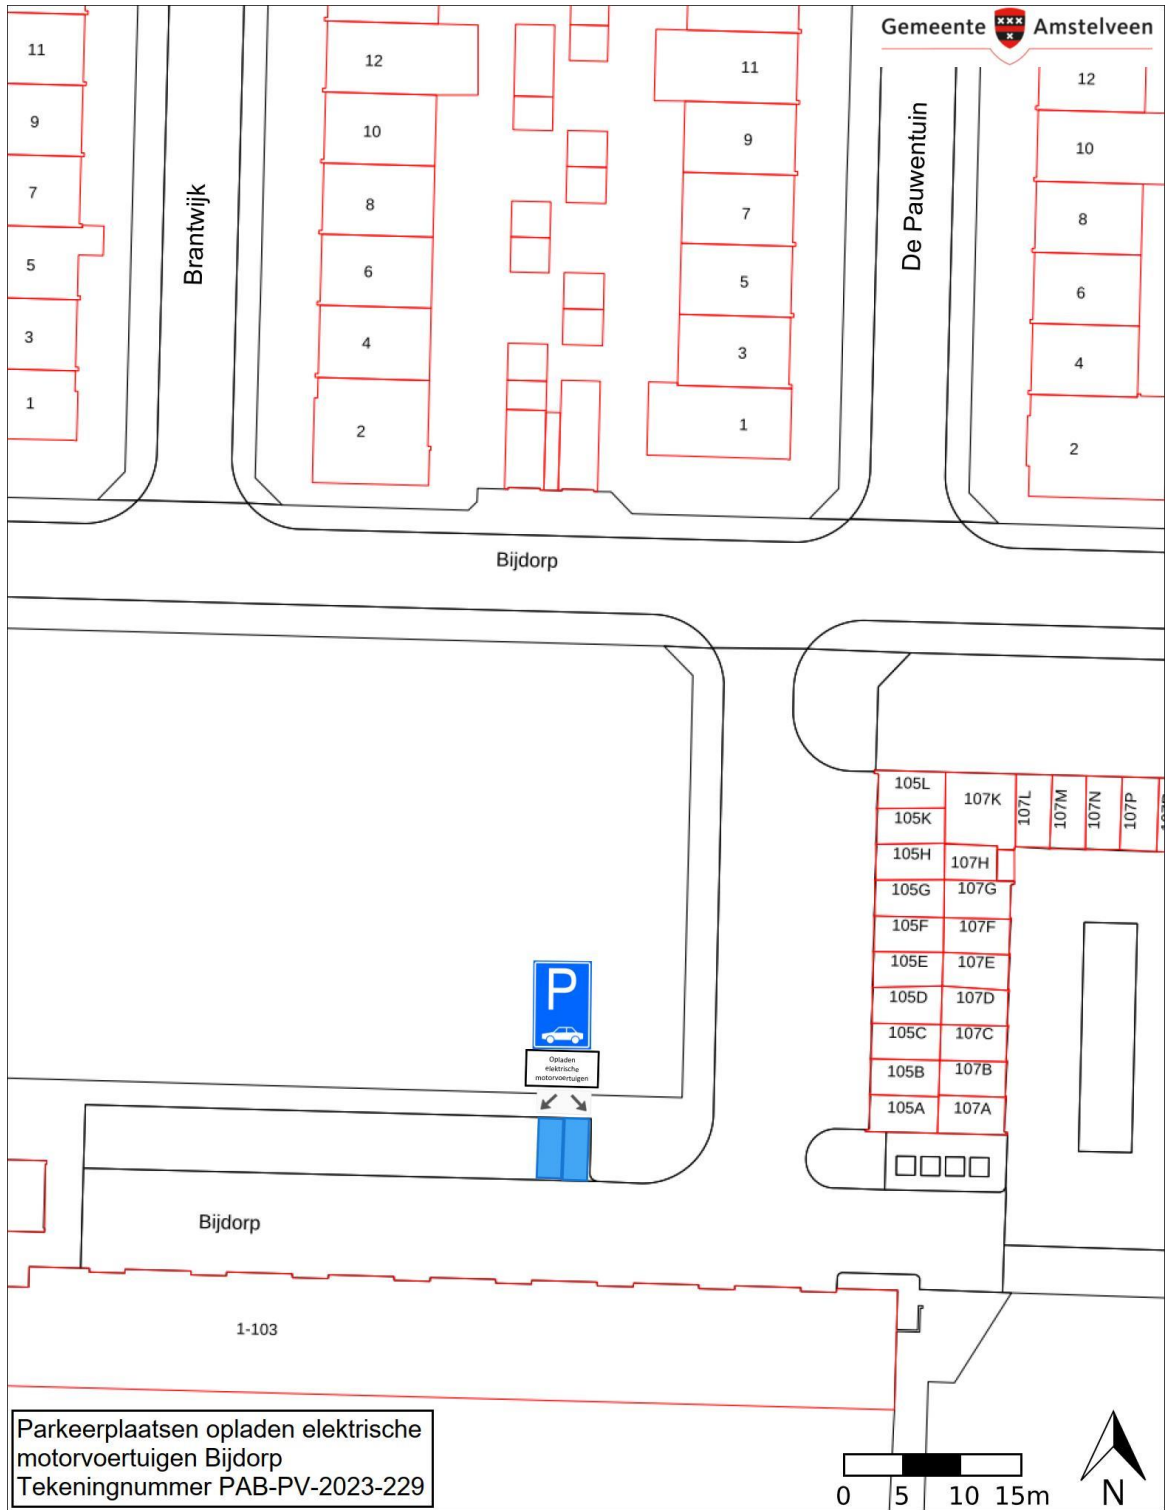 Gemeente Amstelveen
11
9
7
5
3
1
Brantwijk
12
10
8
6
4
2
11
9
7
5
3
1
De Pauwentuin
12
10
8
6
4
2
Bijdorp
105L
105K
105H
105G
105F
105E
105D
105C
105B
105A
107K
107H
107G
107F
107E
107D
107C
107B
107A
107L
107M
107N
107P
P
Opladen
elektrische
motorvoertuigen
Bijdorp
1-103
Parkeerplaatsen opladen elektrische
motorvoertuigen Bijdorp
Tekeningnummer PAB-PV-2023-229
0 5 10 15m
N